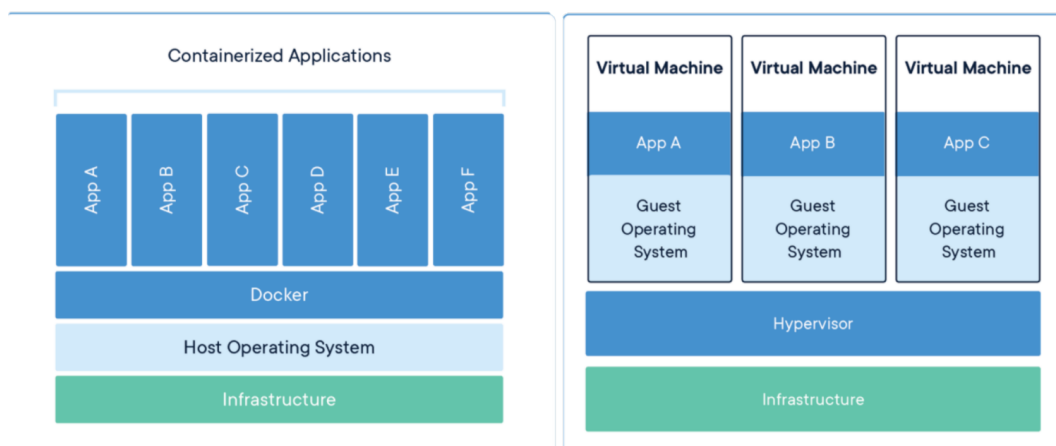 Containerized Applications
App A
App B
App C
App D
App E
App F
Docker
Host Operating System
Infrastructure
Virtual Machine
App A
Guest
Operating
System
Virtual Machine
App B
Guest
Operating
System
Virtual Machine
App C
Guest
Operating
System
Hypervisor
Infrastructure